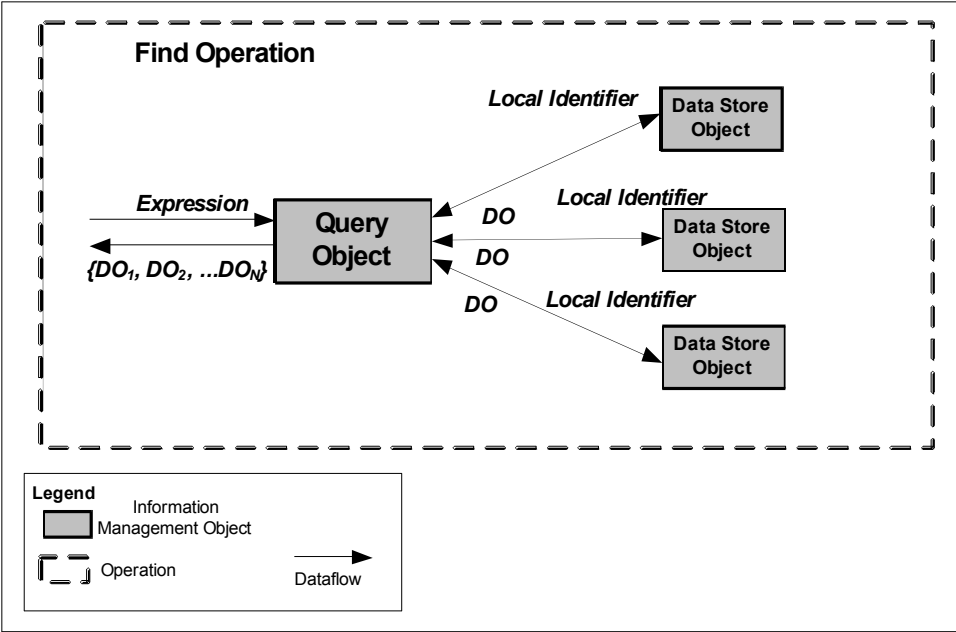 Find Operation
Local Identifier
Data Store
Object
Expression
Query
Object
DO
Local Identifier
Data Store
Object
{DO1, DO2, ...DON}
DO
DO
Local Identifier
Data Store
Object
Legend
Information
Management Object
Operation
Dataflow